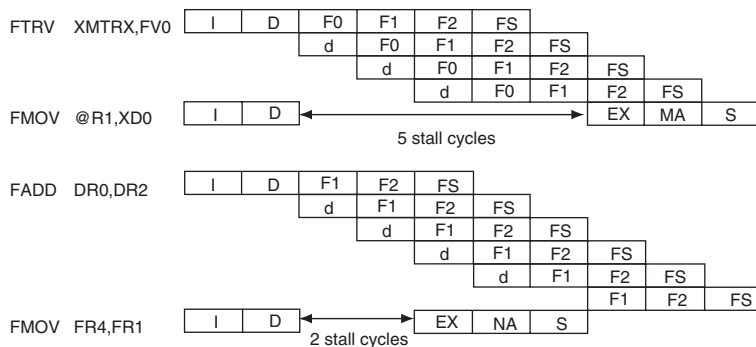 FTRV XMTRX,FV0 I D F0 F1 F2 FS
d F0 F1 F2 FS
d F0 F1 F2 FS
d F0 F1 F2 FS
FMOV @R1,XD0 I D EX MA S
5 stall cycles
FADD DR0,DR2 I D F1 F2 FS
d F1 F2 FS
d F1 F2 FS
d F1 F2 FS
d F1 F2 FS
F1 F2 FS
FMOV FR4,FR1 I D EX NA S
2 stall cycles